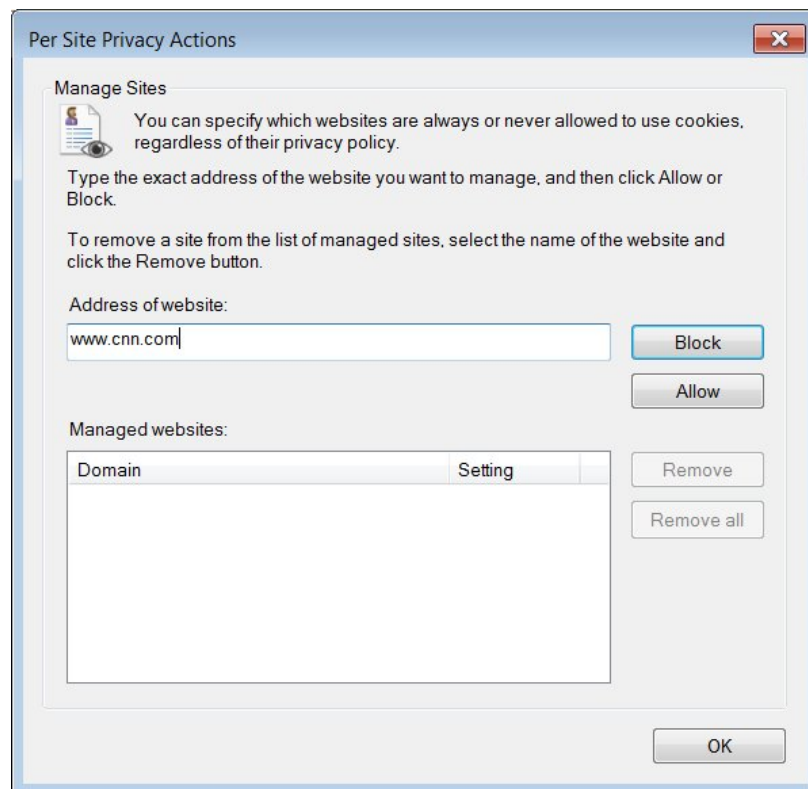 Per Site Privacy Actions
Manage Sites
You can specify which websites are always or never allowed to use cookies,
regardless of their privacy policy.
Type the exact address of the website you want to manage, and then click Allow or
Block.
To remove a site from the list of managed sites, select the name of the website and
click the Remove button.
Address of website:
www.cnn.com
Block
Allow
Managed websites:
Domain Setting
Remove
Remove all
OK